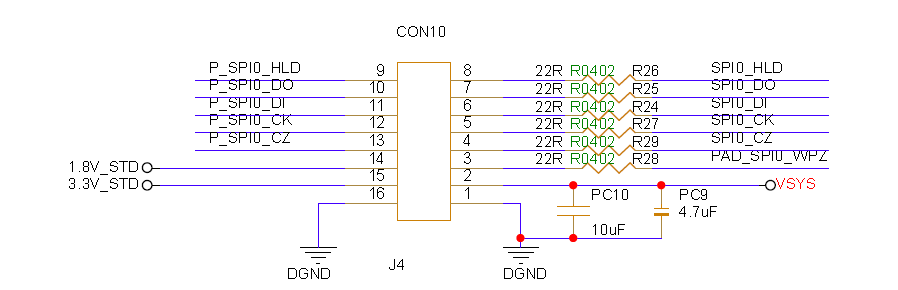 CON10
P_SPI0_HLD 9 8 22R R0402 R26 SPI0_HLD
P_SPI0_DO 10 7 22R R0402 R25 SPI0_DO
P_SPI0_DI 11 6 22R R0402 R24 SPI0_DI
P_SPI0_CK 12 5 22R R0402 R27 SPI0_CK
P_SPI0_CZ 13 4 22R R0402 R29 SPI0_CZ
14 3 22R R0402 R28 PAD_SPI0_WPZ
1.8V_STD 15 2
3.3V_STD 16 1 PC10 PC9 VSYS
4.7uF
10uF
DGND J4 DGND